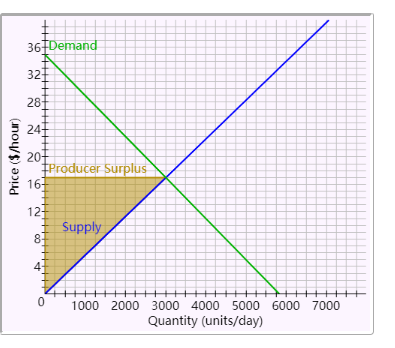 36
Demand
32
28
24
20
Producer Surplus
16
12
Supply
8
4
0
1000 2000 3000 4000 5000 6000 7000
Quantity (units/day)
Price ($/hour)